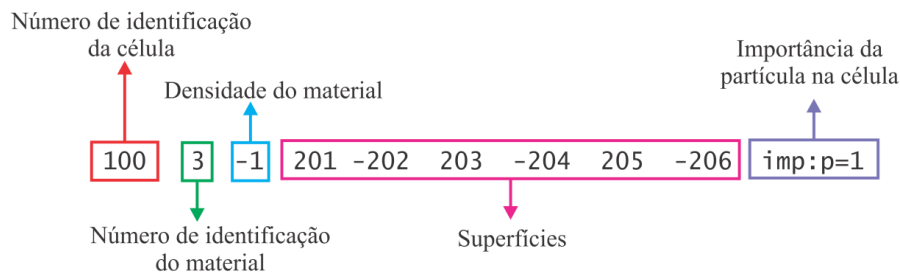 Número de identificação
da célula
Importância da
partícula na célula
Densidade do material
100 3 -1 201 -202 203 -204 205 -206 imp:p=1
Número de identificação
do material
Superfícies